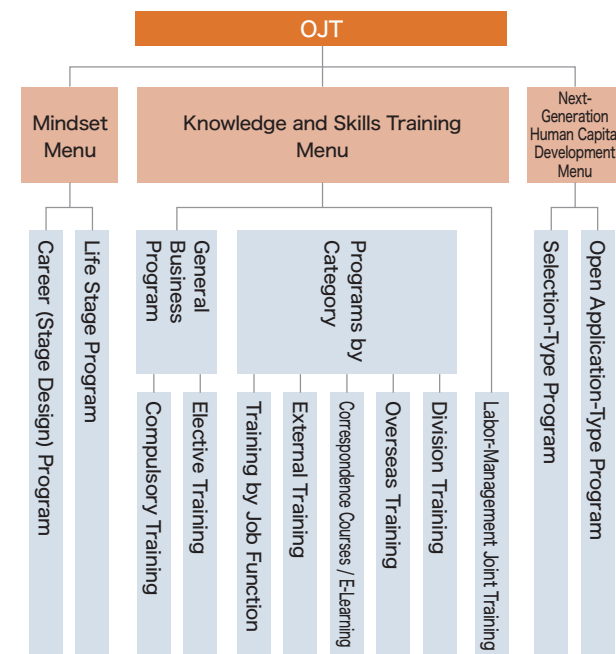 OJT
Mindset
Menu
Knowledge and Skills Training
Menu
Next-
Generation
Human Capita
Development
Menu
Career (Stage Design) Program
Life Stage Program
General
Business
Program
Programs by
Category
Compulsory Training
Elective Training
Training by Job Function
External Training
Correspondence Courses / E-Learning
Overseas Training
Division Training
Labor-Management Joint Training
Selection-Type Program
Open Application-Type Program